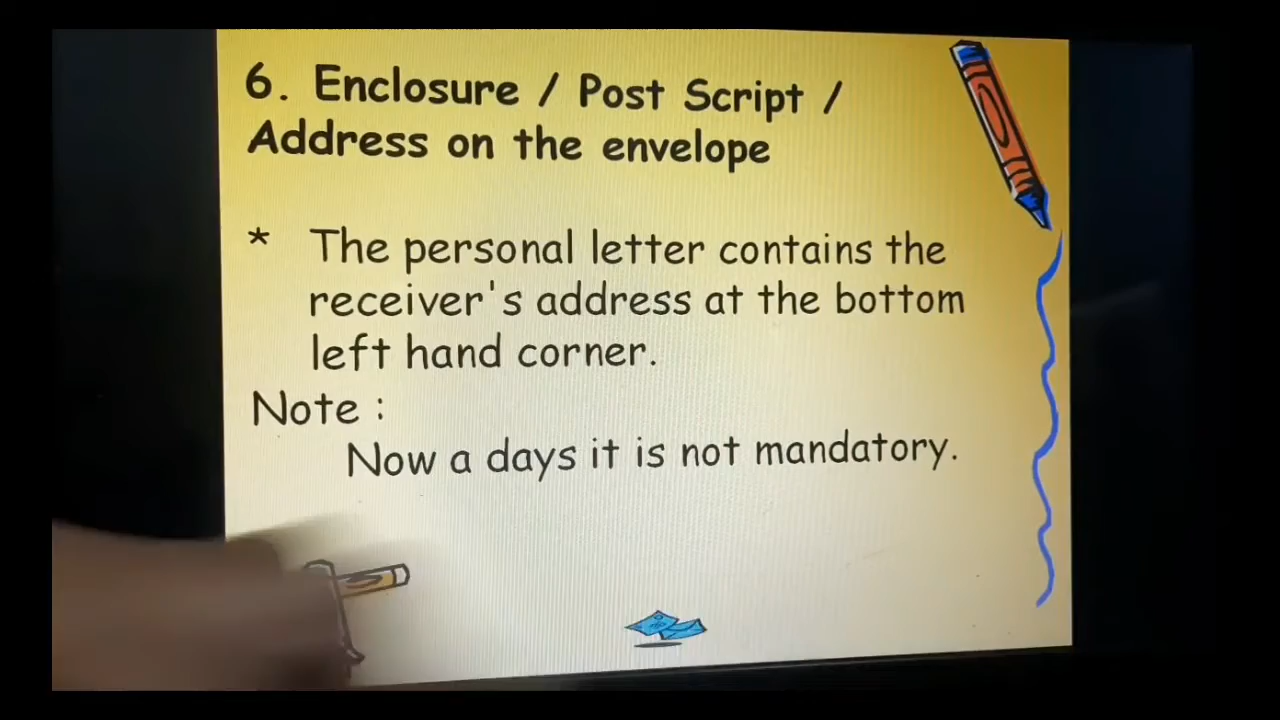 6. Enclosure / Post Script /
Address on the envelope
* The personal letter contains the
receiver's address at the bottom
left hand corner.
Note :
Now a days it is not mandatory.